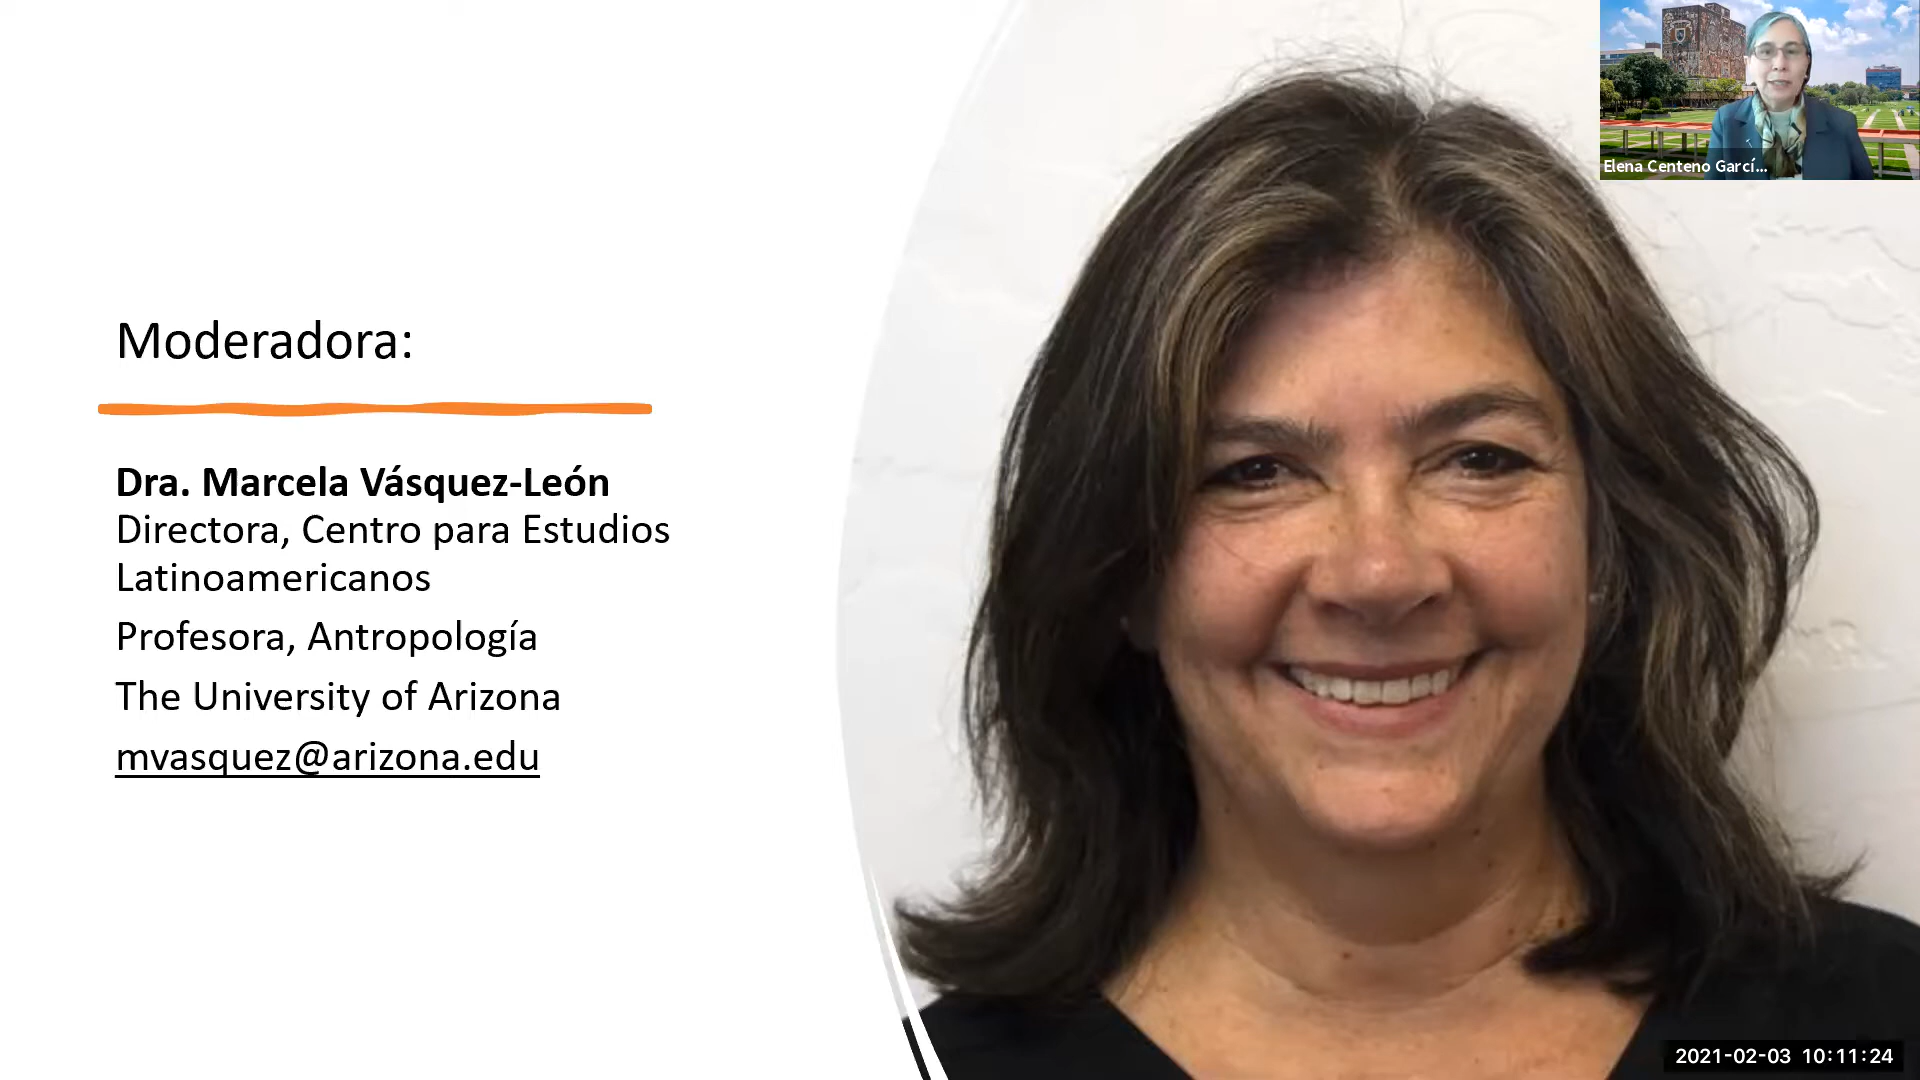 Moderadora:
Dra. Marcela Vásquez-León
Directora, Centro para Estudios
Latinoamericanos
Profesora, Antropología
The University of Arizona
mvasquez@arizona.edu
Elena Centeno Garcí...
2021-02-03 10:11:24